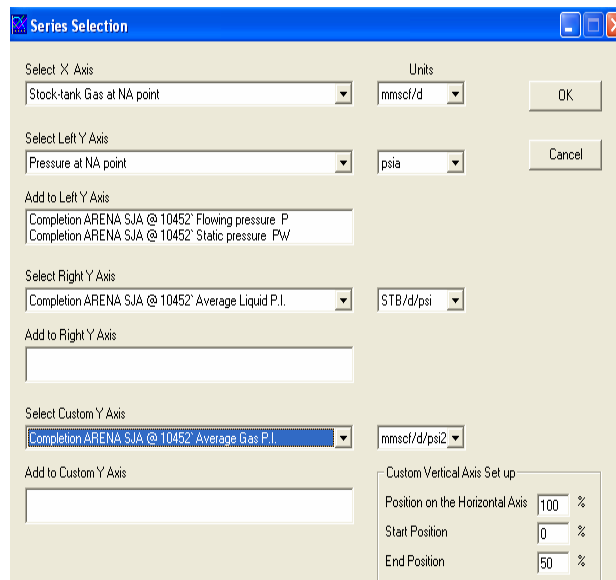 Series Selection
Select X Axis
Units
Stock-tank Gas at NA point
mmscf/d
OK
Select Left Y Axis
Pressure at NA point
psia
Cancel
Add to Left Y Axis
Completion ARENA SJA @ 10452` Flowing pressure P
Completion ARENA SJA @ 10452` Static pressure PW
Select Right Y Axis
Completion ARENA SJA @ 10452` Average Liquid P.I.
STB/d/psi
Add to Right Y Axis
Select Custom Y Axis
Completion ARENA SJA @ 10452` Average Gas P.I.
mmscf/d/psi2
Add to Custom Y Axis
Custom Vertical Axis Set up
Position on the Horizontal Axis 100 %
Start Position 0 %
End Position 50 %